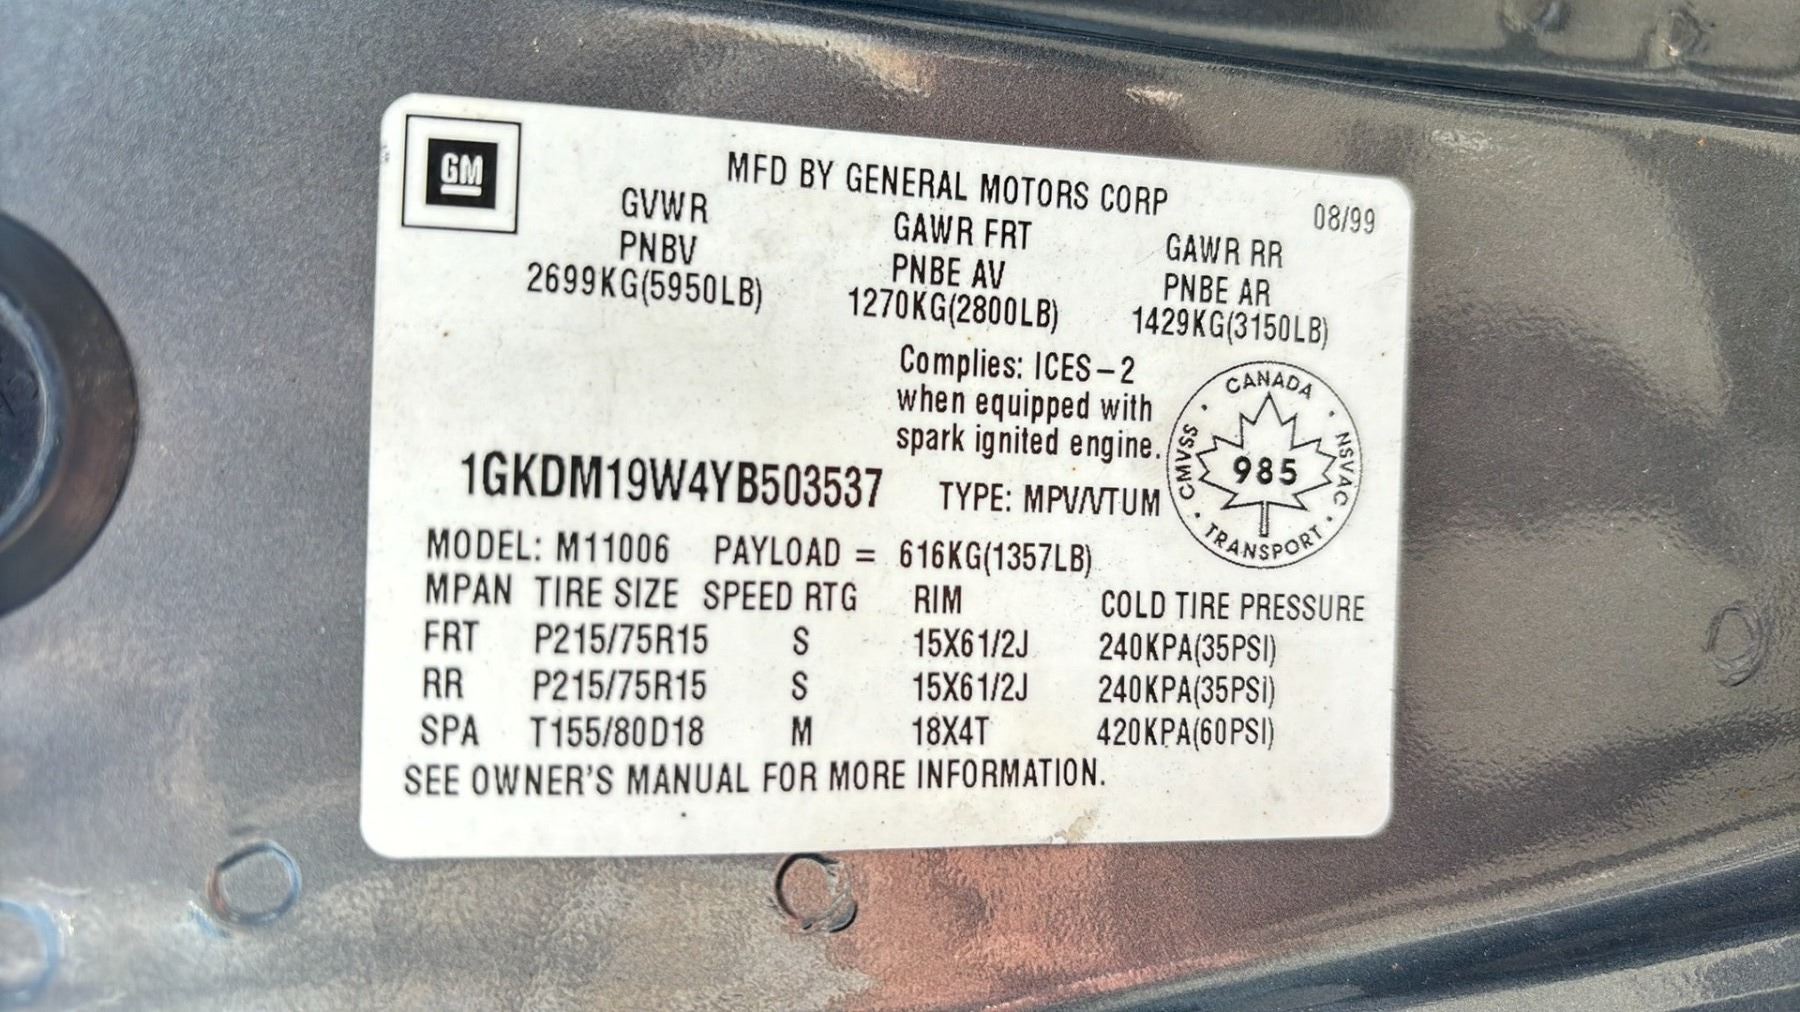 GM
MFD BY GENERAL MOTORS CORP
08/99
GVWR GAWR FRT GAWR RR
PNBV PNBE AV PNBE AR
2699KG(5950LB) 1270KG(2800LB) 1429KG(3150LB)
Complies: ICES-2
when equipped with
spark ignited engine.
CANADA
CMVSS 985 NSVAC
TRANSPORT
1GKDM19W4YB503537 TYPE: MPV/VTUM
MODEL: M11006 PAYLOAD = 616KG(1357LB)
MPAN TIRE SIZE SPEED RTG RIM COLD TIRE PRESSURE
FRT P215/75R15 S 15X61/2J 240KPA(35PSI)
RR P215/75R15 S 15X61/2J 240KPA(35PSI)
SPA T155/80D18 M 18X4T 420KPA(60PSI)
SEE OWNER'S MANUAL FOR MORE INFORMATION.